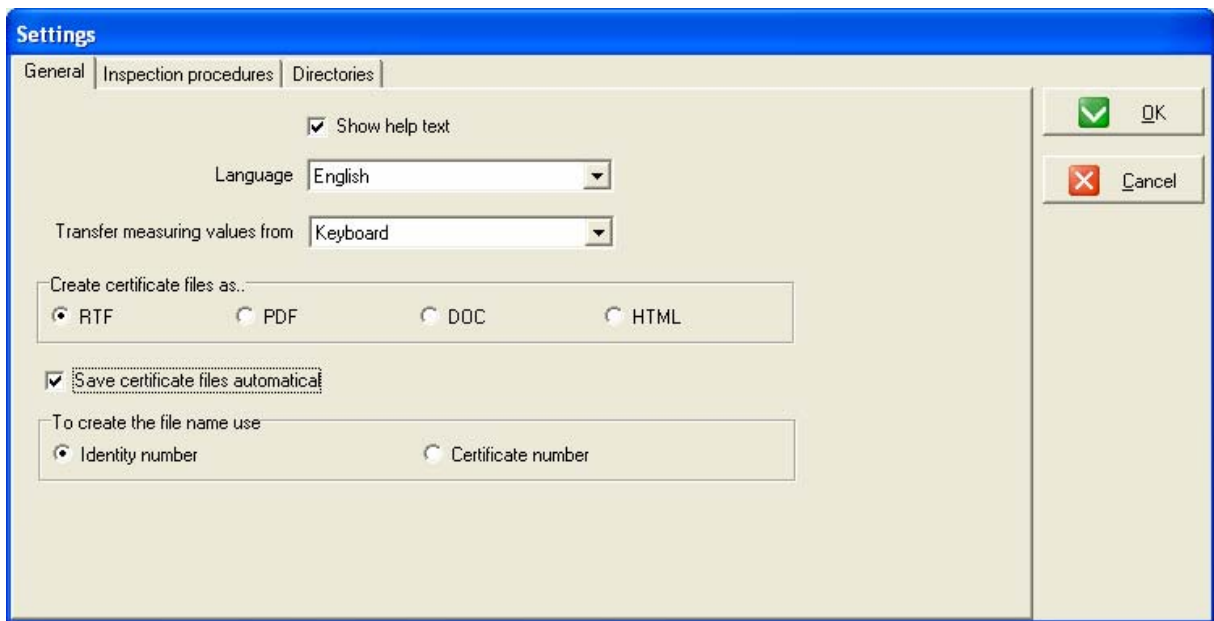 Settings
General Inspection procedures Directories
Show help text
OK
Language English
Cancel
Transfer measuring values from Keyboard
Create certificate files as..
RTF PDF DOC HTML
Save certificate files automatical
To create the file name use
Identity number Certificate number